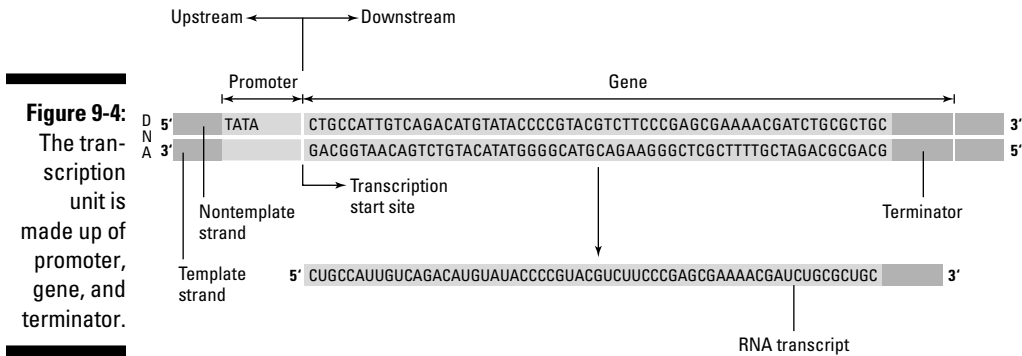 Upstream Downstream
Promoter Gene
Figure 9-4:
The tran-
scription
unit is
made up of
promoter,
gene, and
terminator.
DNA
5' TATA CTGCCATTGTCAGACATGTATACCCCGTACGTCTTCCCGAGCGAAAACGATCTGCGCTGC 3'
3' GACGGTAACAGTCTGTACATATGGGGCATGCAGAAGGGCTCGCTTTTGCTAGACGCGACG 5'
Nontemplate
strand
Transcription
start site
Terminator
Template
strand
5' CUGCCAUUGUCAGACAUGUAUACCCCGUACGUCUUCCCGAGCGAAAACGAUCUGCGCUGC 3'
RNA transcript